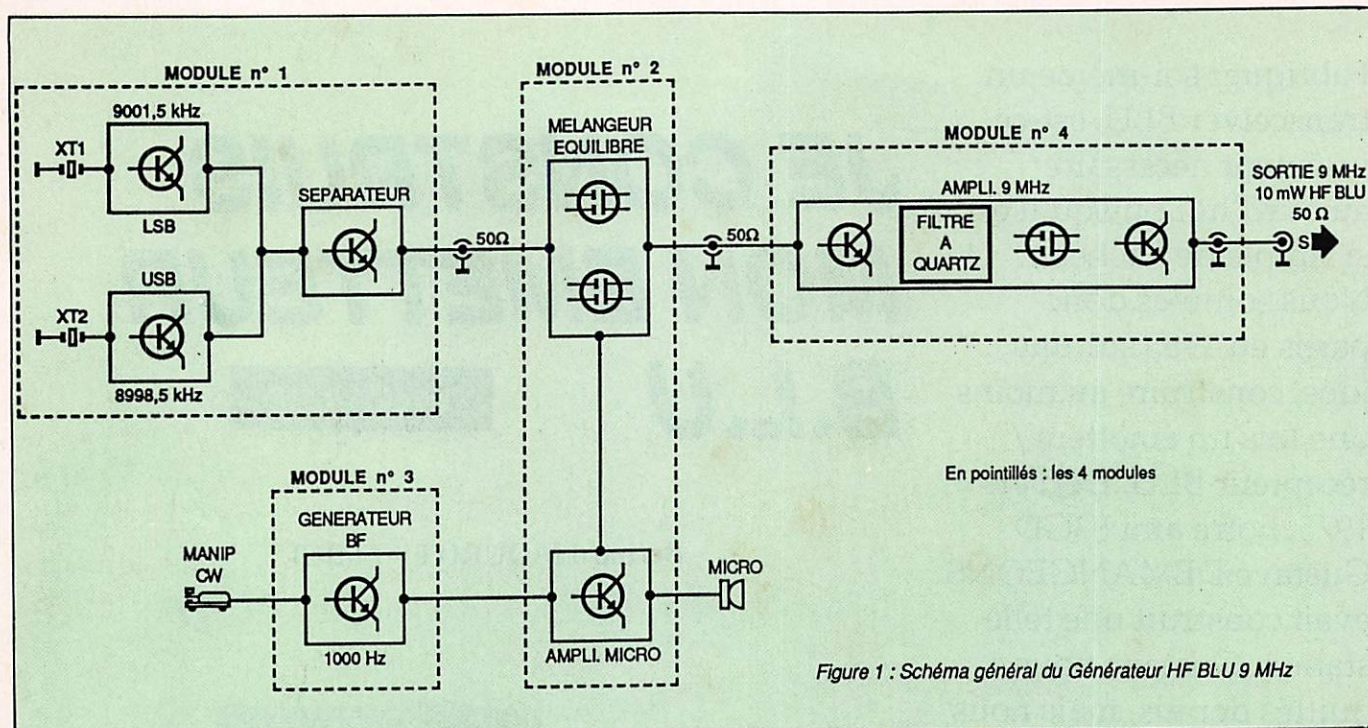 MODULE n° 1
9001,5 kHz
XT1
LSB
SEPARATEUR
USB
XT2
8998,5 kHz
50Ω
MODULE n° 2
MELANGEUR
EQUILIBRE
50Ω
MODULE n° 4
AMPLI. 9 MHz
FILTRE
A
QUARTZ
SORTIE 9 MHz
10 mW HF BLU
50 Ω
S
En pointillés : les 4 modules
MODULE n° 3
GENERATEUR
BF
MANIP
CW
1000 Hz
MICRO
AMPLI. MICRO
Figure 1 : Schéma général du Générateur HF BLU 9 MHz